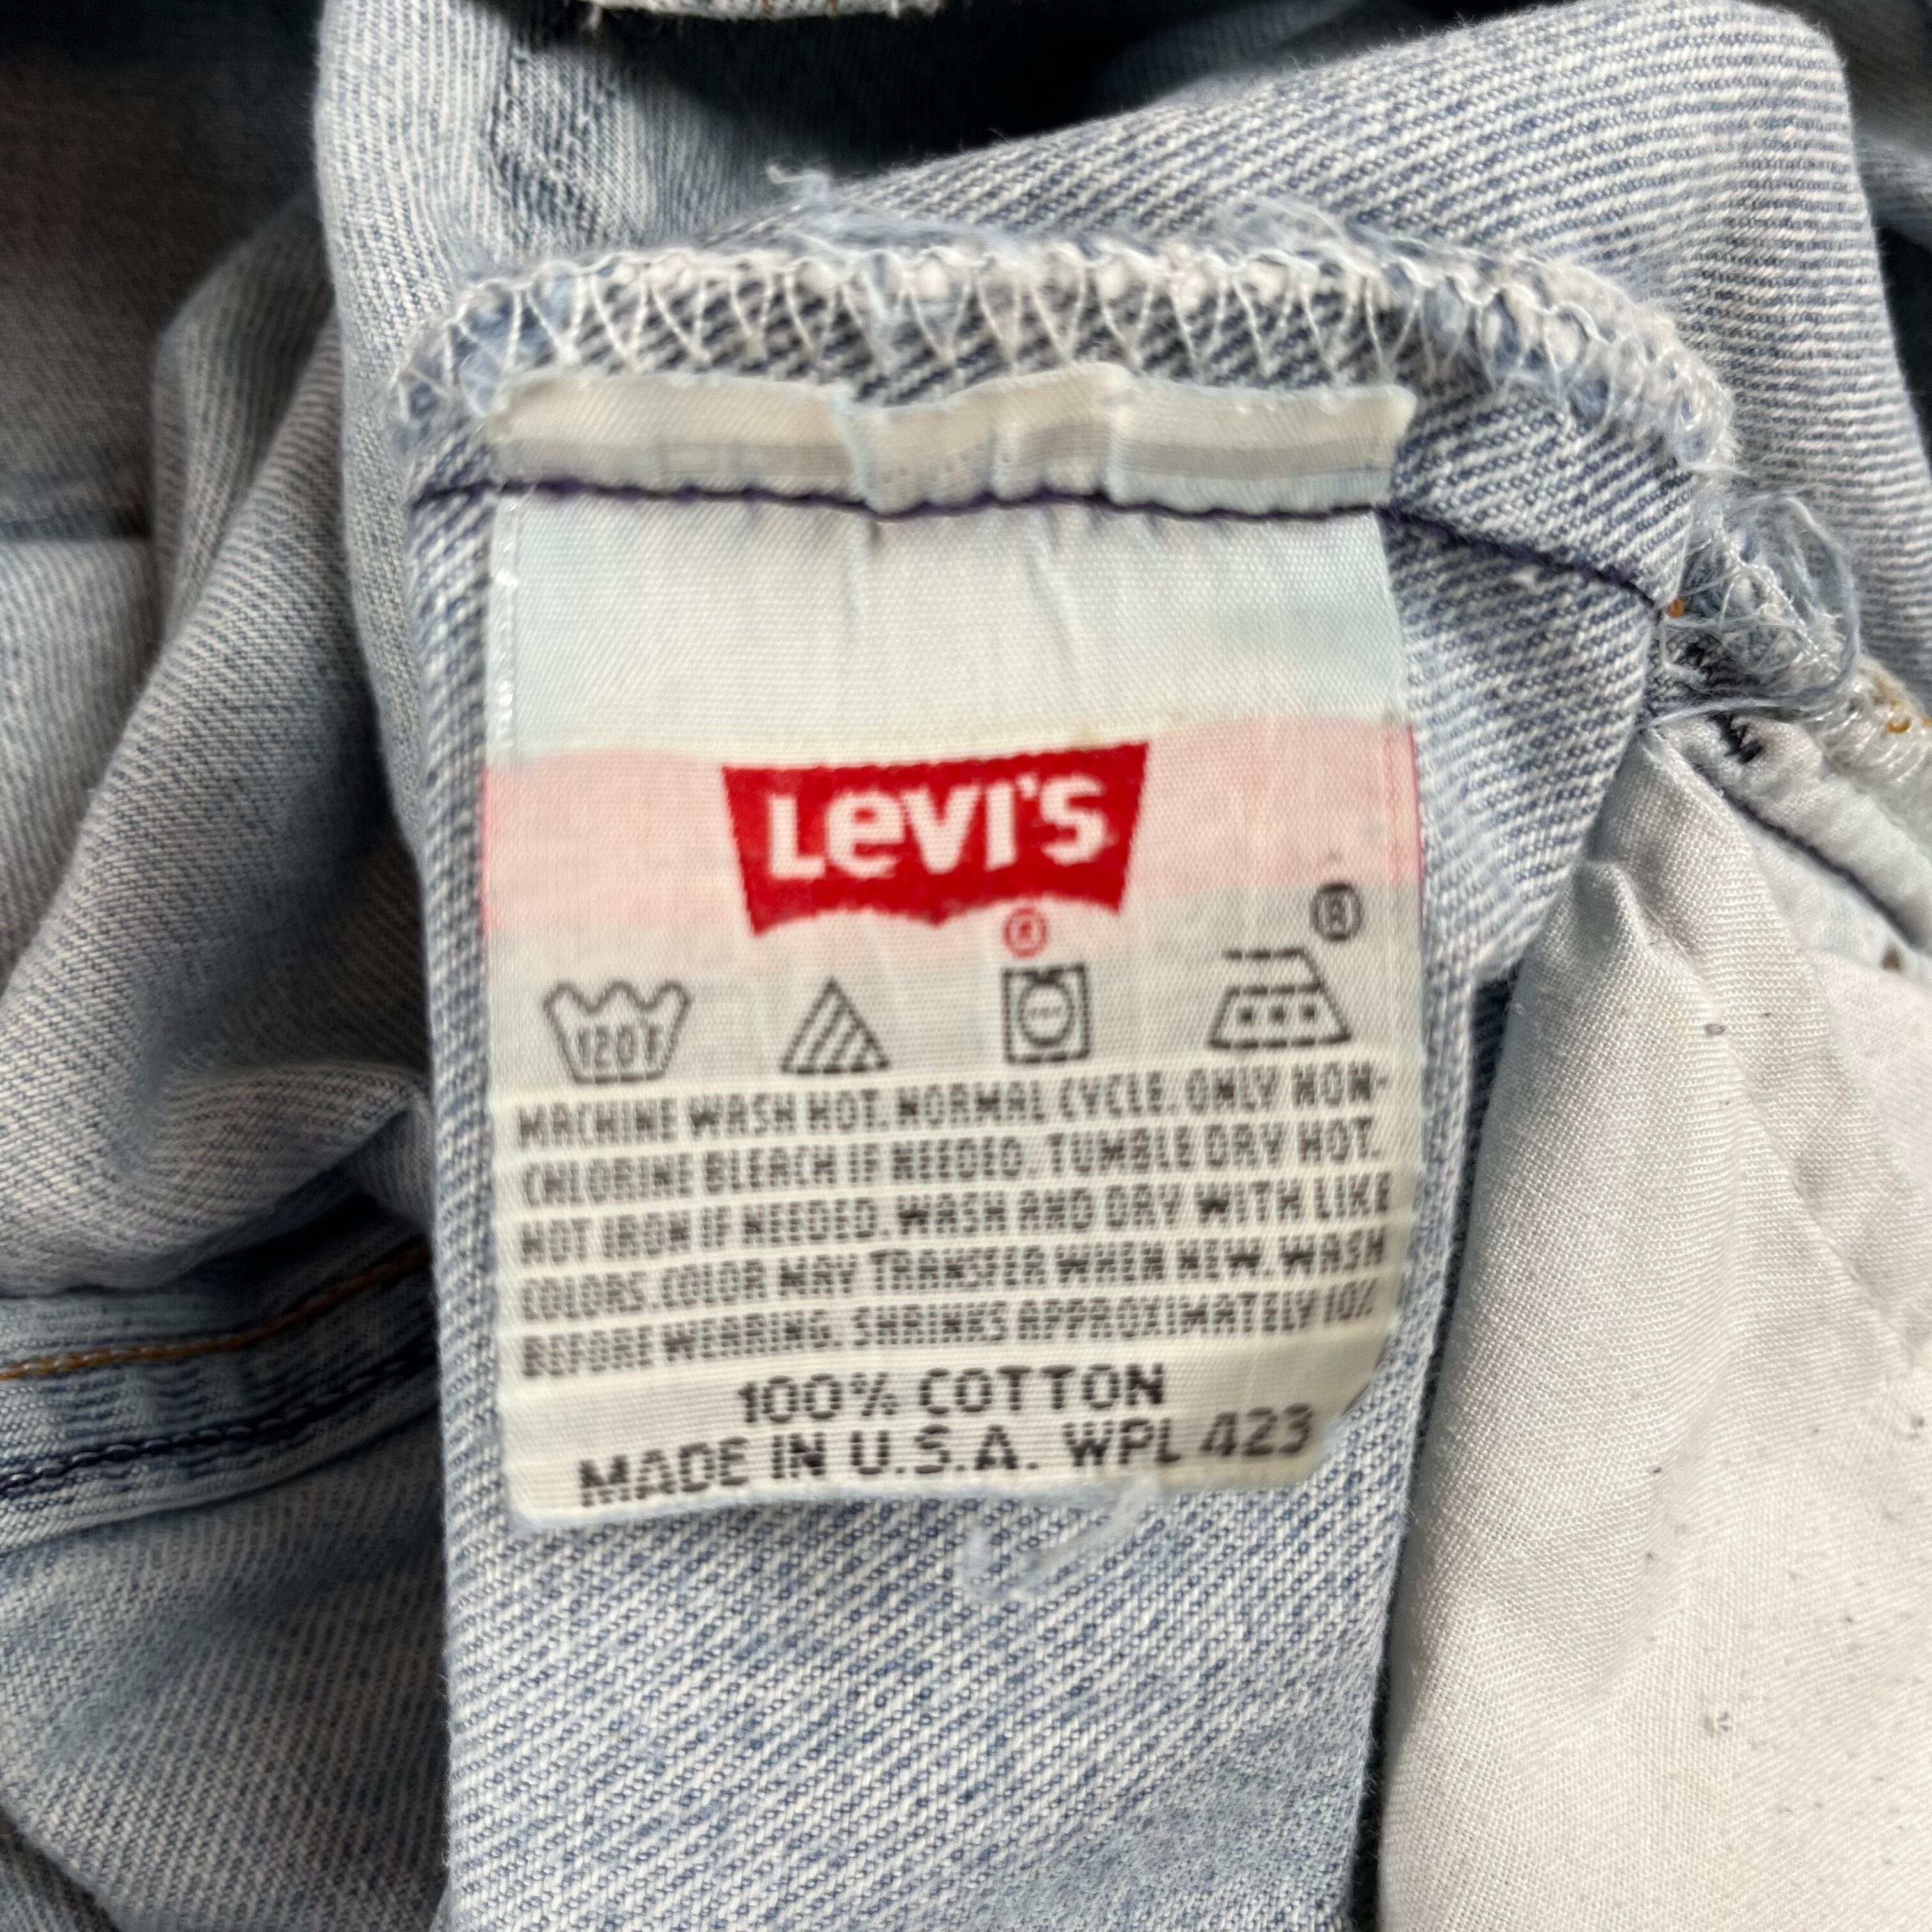 Levi's
®
®
120F
MACHINE WASH HOT. NORMAL CYCLE. ONLY NON-
CHLORINE BLEACH IF NEEDED. TUMBLE DRY HOT.
HOT IRON IF NEEDED. WASH AND DRY WITH LIKE
COLORS. COLOR MAY TRANSFER WHEN NEW. WASH
BEFORE WEARING. SHRINKS APPROXIMATELY 10%
100% COTTON
MADE IN U.S.A. WPL 423